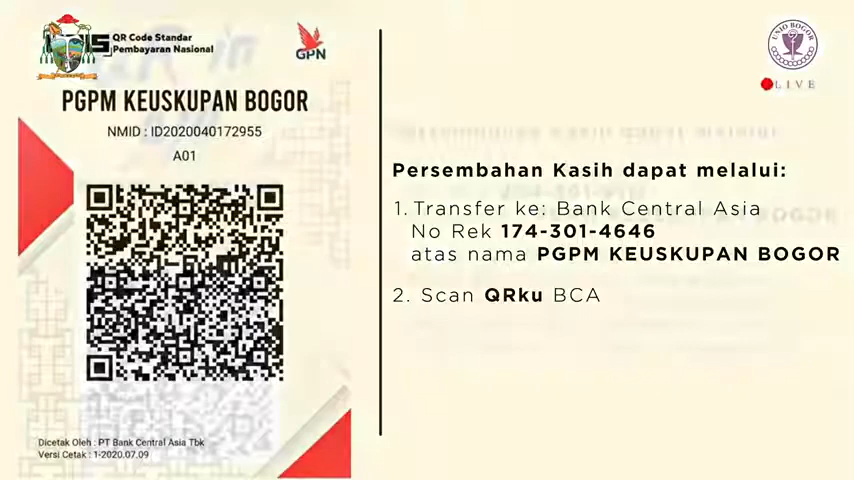 QR Code Standar
Pembayaran Nasional
GPN
PGPM KEUSKUPAN BOGOR
NMID : ID2020040172955
A01
Dicetak Oleh : PT Bank Central Asia Tbk
Versi Cetak : 1-2020.07.09
UNIO BOGOR
LIVE
Persembahan Kasih dapat melalui:
1. Transfer ke: Bank Central Asia
No Rek 174-301-4646
atas nama PGPM KEUSKUPAN BOGOR
2. Scan QRku BCA